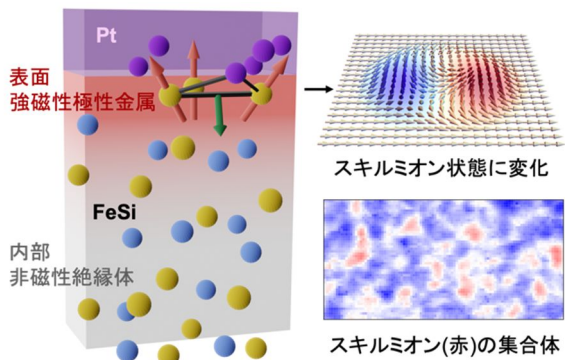 Pt
表面
強磁性極性金属
FeSi
内部
非磁性絶縁体
スキルミオン状態に変化
スキルミオン(赤)の集合体